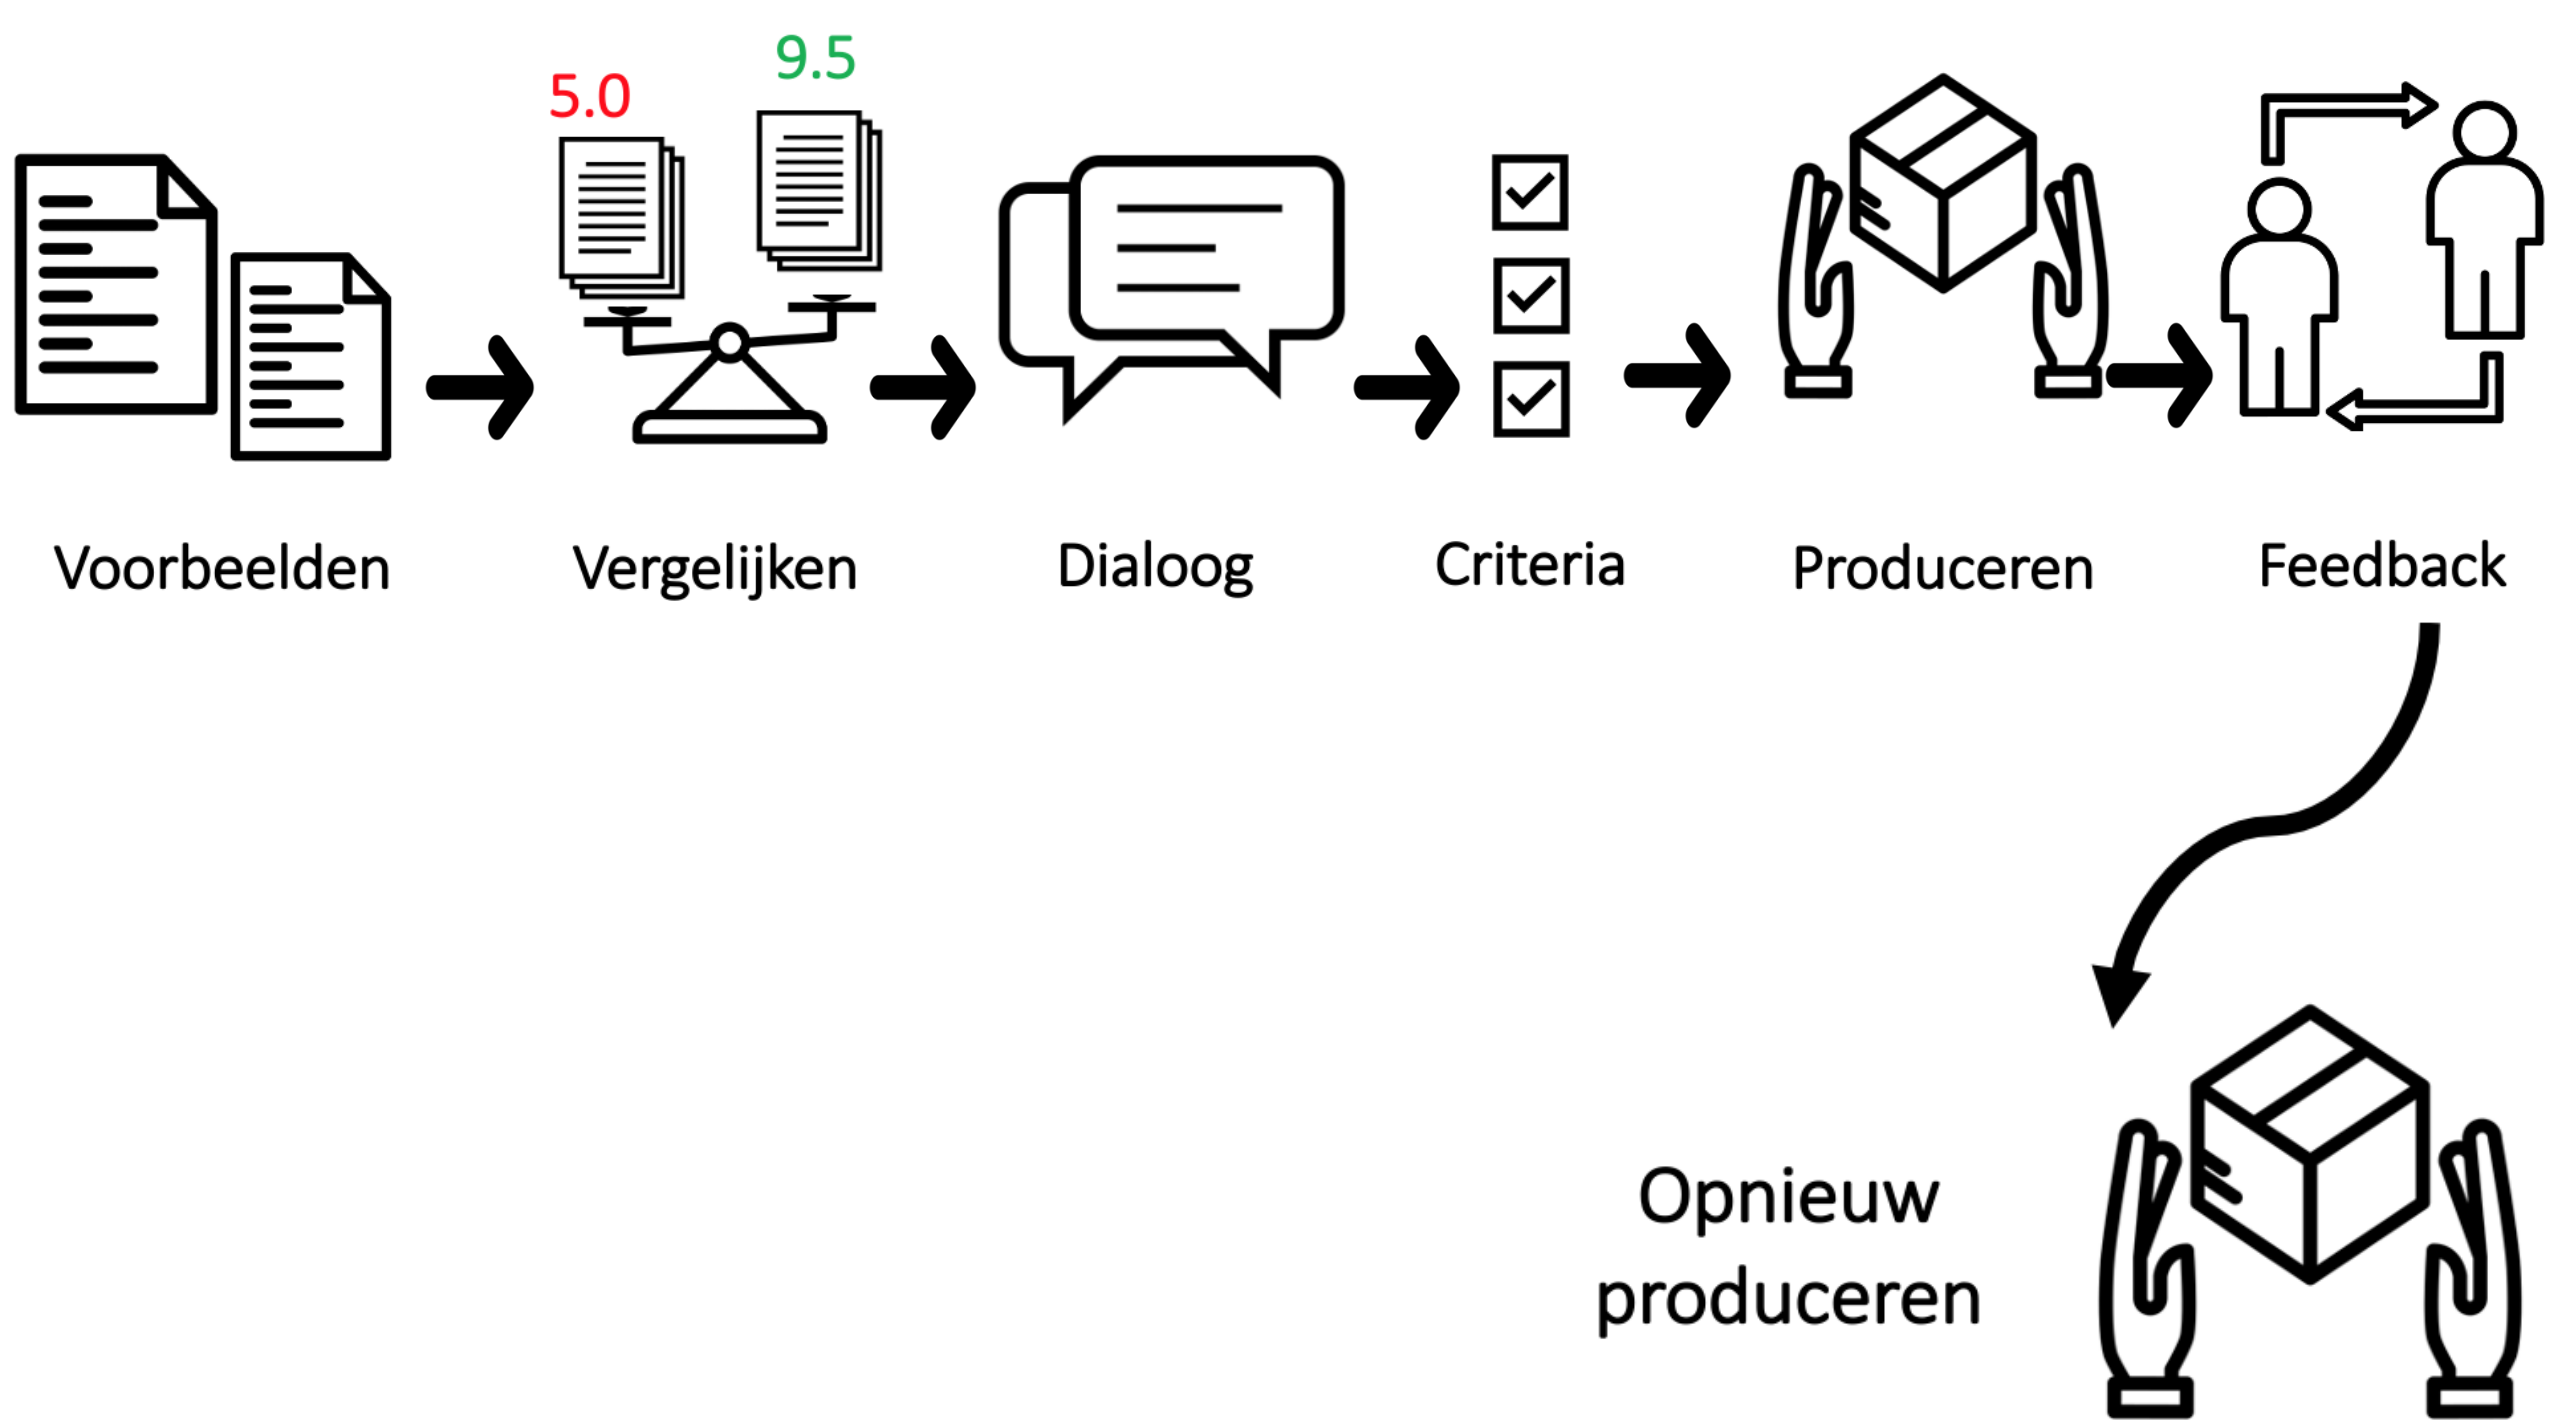 5.0
9.5
Voorbeelden
Vergelijken
Dialoog
Criteria
Produceren
Feedback
Opnieuw
produceren